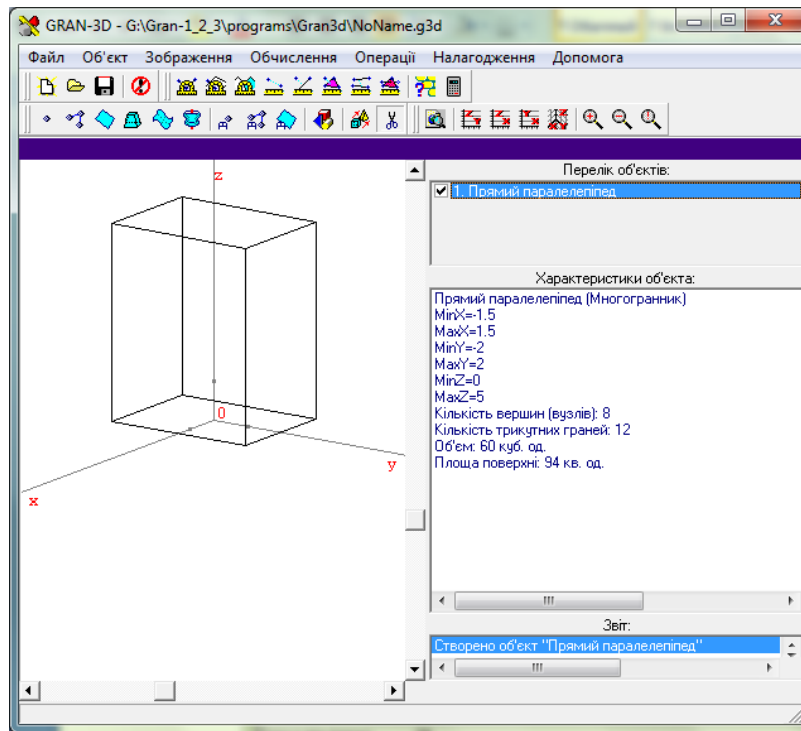 GRAN-3D - G:\Gran-1_2_3\programs\Gran3d\NoName.g3d
Файл Об'єкт Зображення Обчислення Операції Налагодження Допомога
Перелік об'єктів:
1. Прямий паралелепіпед
z
0
y
x
Характеристики об'єкта:
Прямий паралелепіпед (Многогранник)
MinX=-1.5
MaxX=1.5
MinY=-2
MaxY=2
MinZ=0
MaxZ=5
Кількість вершин (вузлів): 8
Кількість трикутних граней: 12
Об'єм: 60 куб. од.
Площа поверхні: 94 кв. од.
Звіт:
Створено об'єкт "Прямий паралелепіпед"